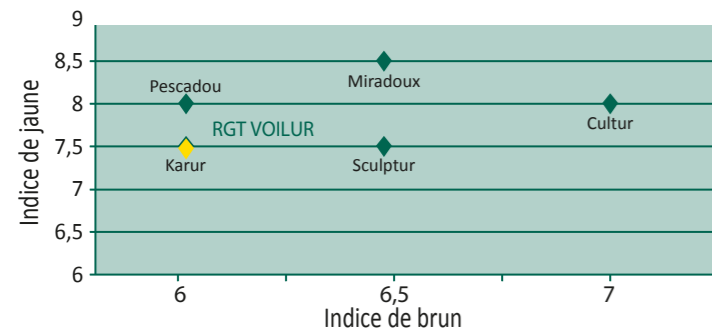 9
8,5
8
7,5
7
6,5
6
Indice de jaune
Pescadou
Miradoux
Cultur
RGT VOILUR
Karur
Sculptur
6
6,5
7
Indice de brun